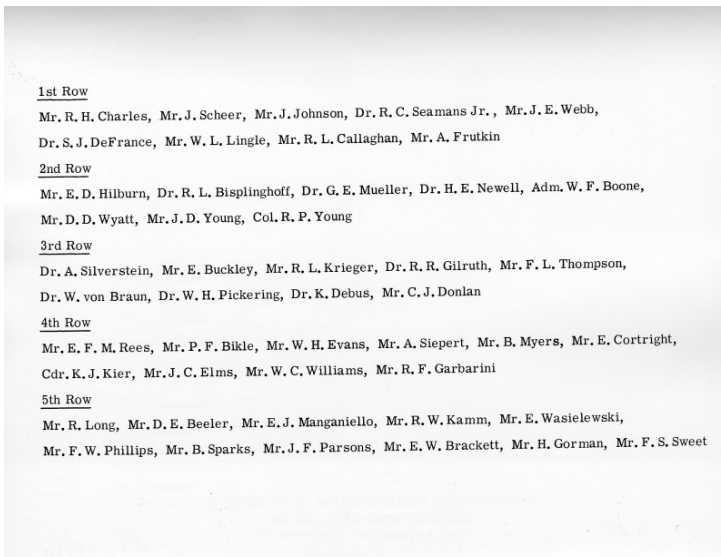 1st Row
Mr. R. H. Charles, Mr. J. Scheer, Mr. J. Johnson, Dr. R. C. Seamans Jr., Mr. J. E. Webb,
Dr. S. J. DeFrance, Mr. W. L. Lingle, Mr. R. L. Callaghan, Mr. A. Frutkin
2nd Row
Mr. E. D. Hilburn, Dr. R. L. Bisplinghoff, Dr. G. E. Mueller, Dr. H. E. Newell, Adm. W. F. Boone,
Mr. D. D. Wyatt, Mr. J. D. Young, Col. R. P. Young
3rd Row
Dr. A. Silverstein, Mr. E. Buckley, Mr. R. L. Krieger, Dr. R. R. Gilruth, Mr. F. L. Thompson,
Dr. W. von Braun, Dr. W. H. Pickering, Dr. K. Debus, Mr. C. J. Donlan
4th Row
Mr. E. F. M. Rees, Mr. P. F. Bikle, Mr. W. H. Evans, Mr. A. Siepert, Mr. B. Myers, Mr. E. Cortright,
Cdr. K. J. Kier, Mr. J. C. Elms, Mr. W. C. Williams, Mr. R. F. Garbarini
5th Row
Mr. R. Long, Mr. D. E. Beeler, Mr. E. J. Manganiello, Mr. R. W. Kamm, Mr. E. Wasielewski,
Mr. F. W. Phillips, Mr. B. Sparks, Mr. J. F. Parsons, Mr. E. W. Brackett, Mr. H. Gorman, Mr. F. S. Sweet